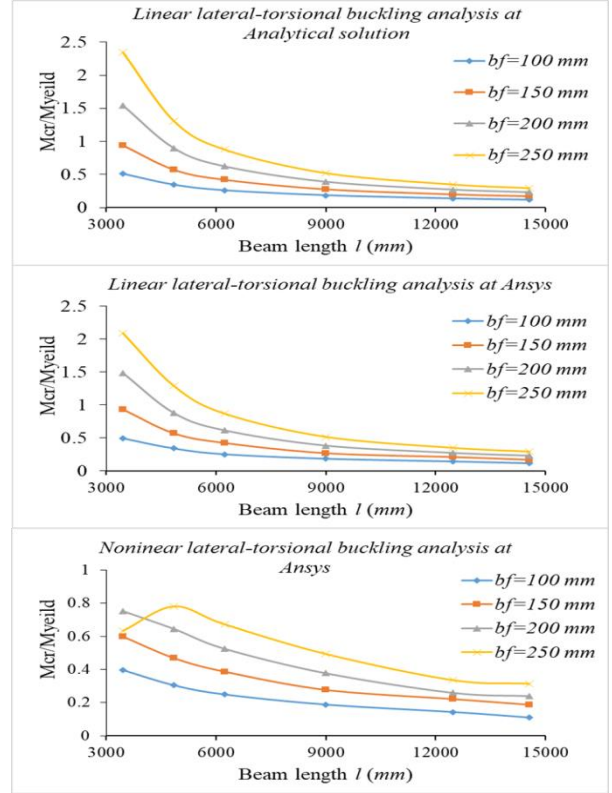 Linear lateral-torsional buckling analysis at
Analytical solution
2.5
2
1.5
1
0.5
0
Mcr/Myeild
bf=100 mm
bf=150 mm
bf=200 mm
bf=250 mm
3000 6000 9000 12000 15000
Beam length l (mm)
Linear lateral-torsional buckling analysis at Ansys
2.5
2
1.5
1
0.5
0
Mcr/Myeild
bf=100 mm
bf=150 mm
bf=200 mm
bf=250 mm
3000 6000 9000 12000 15000
Beam length l (mm)
Noninear lateral-torsional buckling analysis at
Ansys
1
0.8
0.6
0.4
0.2
0
Mcr/Myeild
bf=100 mm
bf=150 mm
bf=200 mm
bf=250 mm
3000 6000 9000 12000 15000
Beam length l (mm)